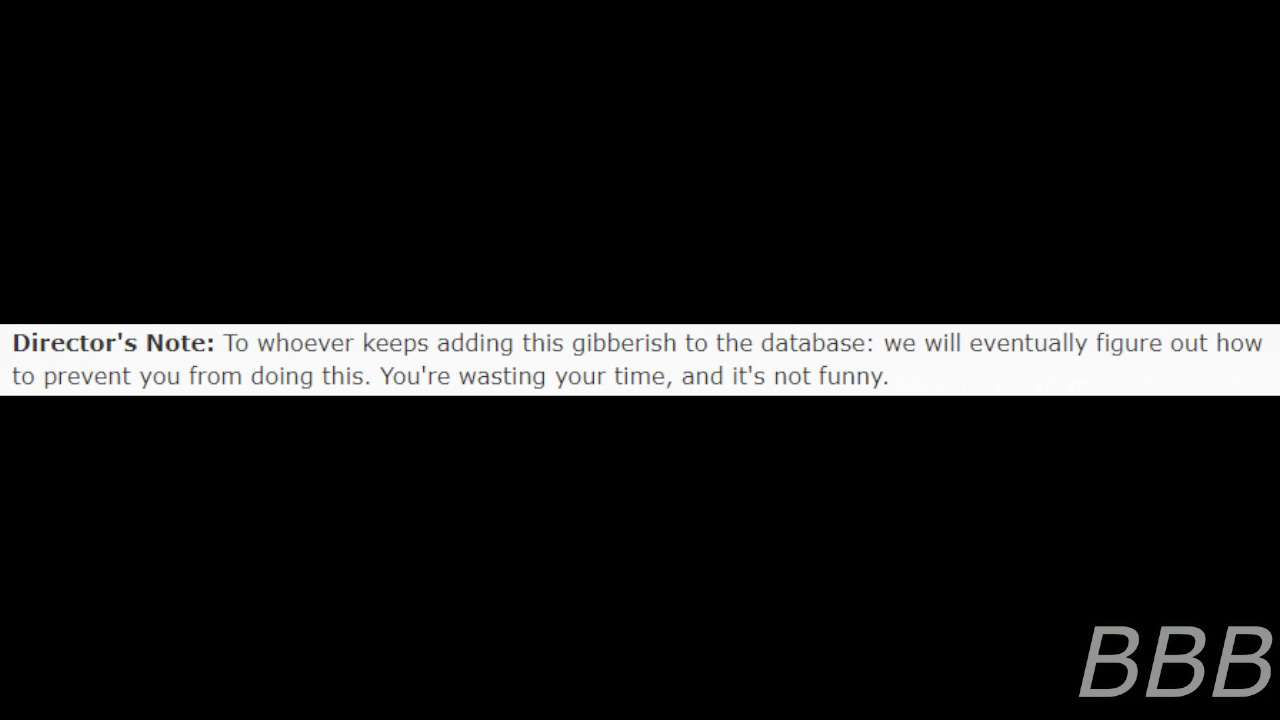 Director's Note: To whoever keeps adding this gibberish to the database: we will eventually figure out how
to prevent you from doing this. You're wasting your time, and it's not funny.
BBB